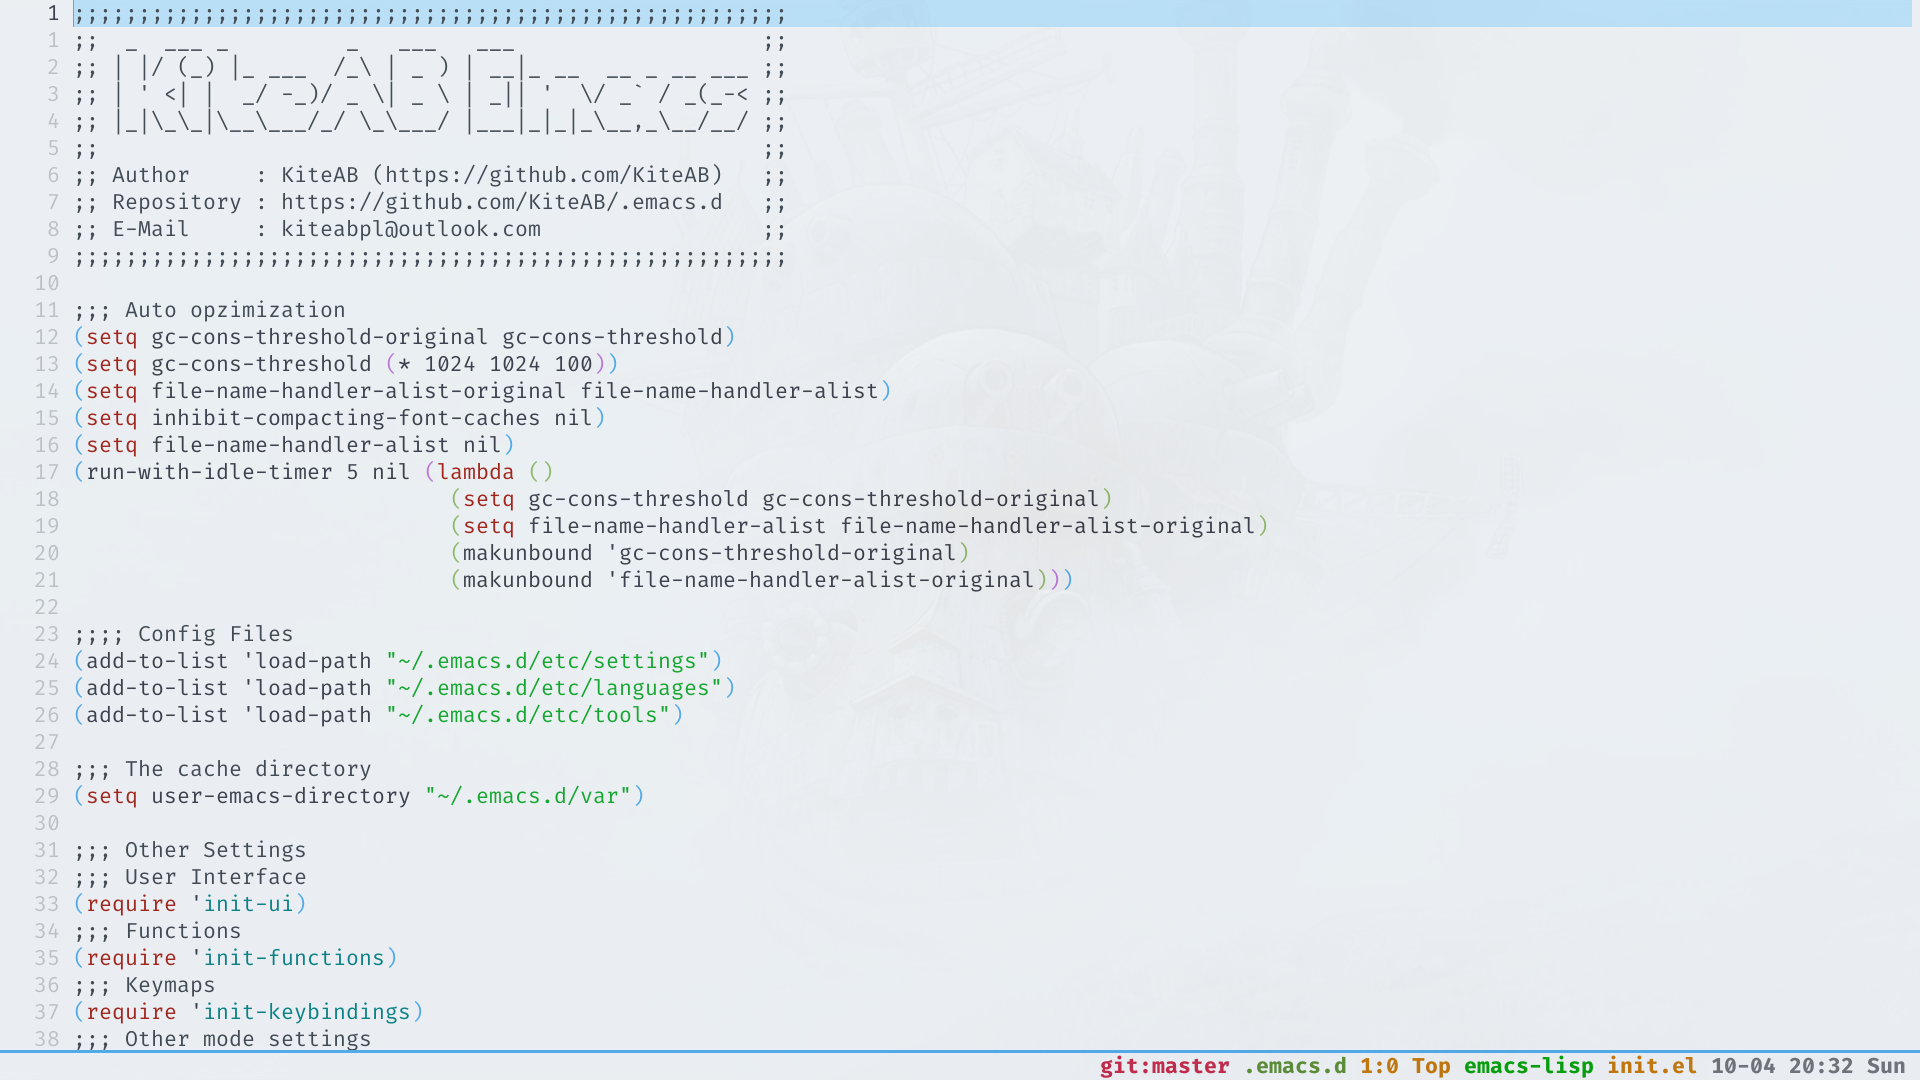 1 ;;;;;;;;;;;;;;;;;;;;;;;;;;;;;;;;;;;;;;;;;;;;;;;;;;;;;;;
1 ;;  _  ___ _         _   ___   ___                   ;;
2 ;; | |/ (_) |_ ___  /_\ | _ ) | __|_ __  __ _ __ ___ ;;
3 ;; | ' <| |  _/ -_)/ _ \| _ \ | _|| '  \/ _` / _(_-< ;;
4 ;; |_|\_\_|\__\___/_/ \_\___/ |___|_|_|_\__,_\__/__/ ;;
5 ;;                                                   ;;
6 ;; Author     : KiteAB (https://github.com/KiteAB)   ;;
7 ;; Repository : https://github.com/KiteAB/.emacs.d   ;;
8 ;; E-Mail     : kiteabpl@outlook.com                 ;;
9 ;;;;;;;;;;;;;;;;;;;;;;;;;;;;;;;;;;;;;;;;;;;;;;;;;;;;;;;
10
11 ;;; Auto opzimization
12 (setq gc-cons-threshold-original gc-cons-threshold)
13 (setq gc-cons-threshold (* 1024 1024 100))
14 (setq file-name-handler-alist-original file-name-handler-alist)
15 (setq inhibit-compacting-font-caches nil)
16 (setq file-name-handler-alist nil)
17 (run-with-idle-timer 5 nil (lambda ()
18                              (setq gc-cons-threshold gc-cons-threshold-original)
19                              (setq file-name-handler-alist file-name-handler-alist-original)
20                              (makunbound 'gc-cons-threshold-original)
21                              (makunbound 'file-name-handler-alist-original)))
22
23 ;;;; Config Files
24 (add-to-list 'load-path "~/.emacs.d/etc/settings")
25 (add-to-list 'load-path "~/.emacs.d/etc/languages")
26 (add-to-list 'load-path "~/.emacs.d/etc/tools")
27
28 ;;; The cache directory
29 (setq user-emacs-directory "~/.emacs.d/var")
30
31 ;;; Other Settings
32 ;;; User Interface
33 (require 'init-ui)
34 ;;; Functions
35 (require 'init-functions)
36 ;;; Keymaps
37 (require 'init-keybindings)
38 ;;; Other mode settings
git:master .emacs.d 1:0 Top emacs-lisp init.el 10-04 20:32 Sun